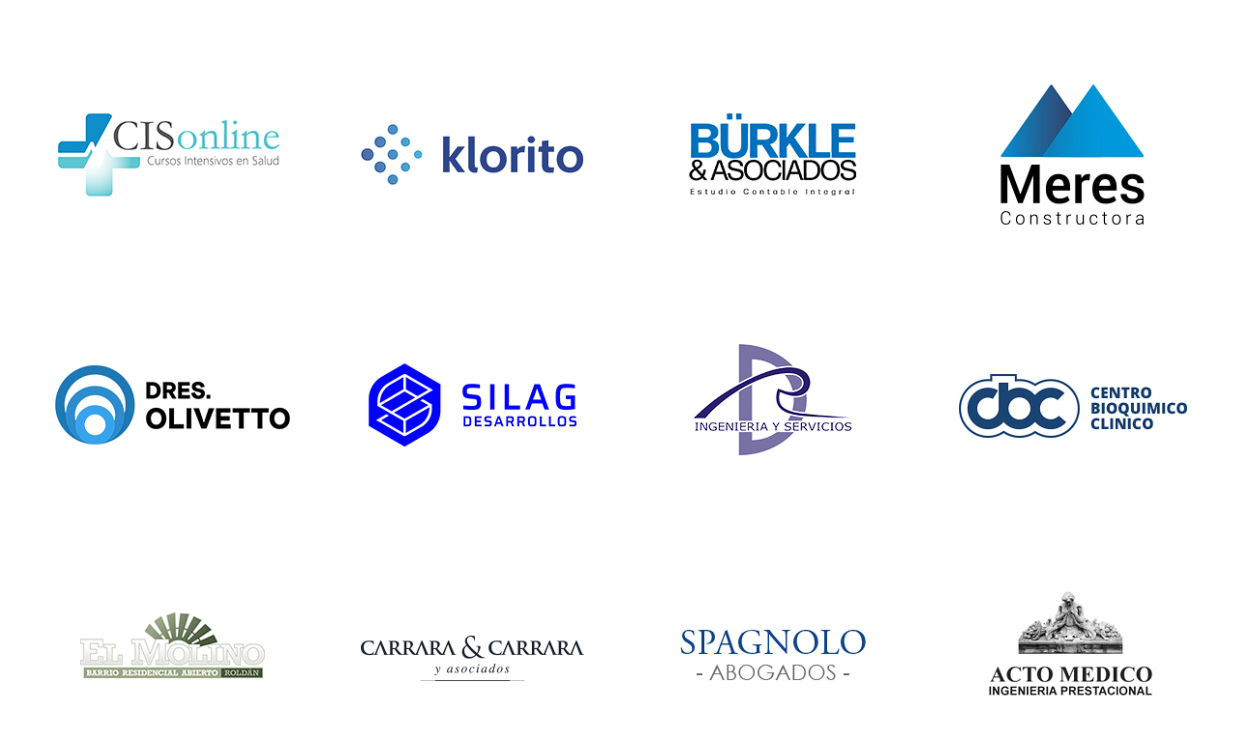 CISonline
Cursos Intensivos en Salud
klorito
BÜRKLE
& ASOCIADOS
Estudio Contable Integral
Meres
Constructora
DRES.
OLIVETTO
SILAG
DESARROLLOS
D
INGENIERIA Y SERVICIOS
cbc
CENTRO
BIOQUIMICO
CLINICO
EL MOLINO
BARRIO RESIDENCIAL ABIERTO ROLDÁN
CARRARA & CARRARA
y asociados
SPAGNOLO
- ABOGADOS -
ACTO MEDICO
INGENIERIA PRESTACIONAL